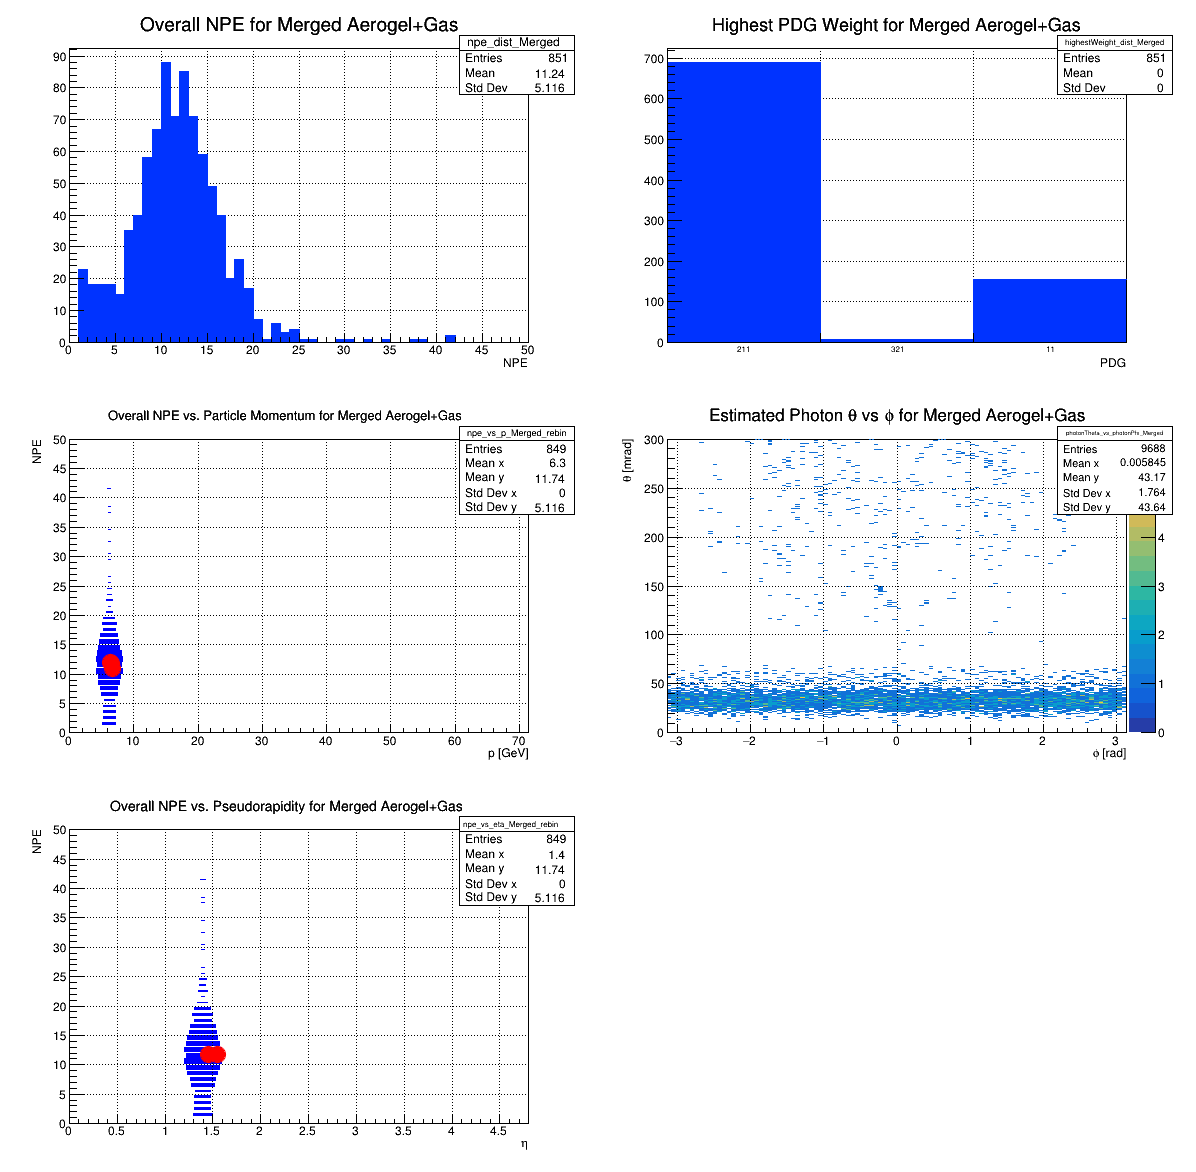 Overall NPE for Merged Aerogel+Gas
npe_dist_Merged
Entries 851
Mean 11.24
Std Dev 5.116
90
80
70
60
50
40
30
20
10
0
0 5 10 15 20 25 30 35 40 45 50
NPE
Highest PDG Weight for Merged Aerogel+Gas
highestWeight_dist_Merged
Entries 851
Mean 0
Std Dev 0
700
600
500
400
300
200
100
0
211 321 11
PDG
Overall NPE vs. Particle Momentum for Merged Aerogel+Gas
npe_vs_p_Merged_rebin
Entries 849
Mean x 6.3
Mean y 11.74
Std Dev x 0
Std Dev y 5.116
NPE
50
45
40
35
30
25
20
15
10
5
0
0 10 20 30 40 50 60 70
p [GeV]
Estimated Photon θ vs ϕ for Merged Aerogel+Gas
photonTheta_vs_photonPhi_Merged
Entries 9688
Mean x 0.005845
Mean y 43.17
Std Dev x 1.764
Std Dev y 43.64
θ [mrad]
300
250
200
150
100
50
0
−3 −2 −1 0 1 2 3
ϕ [rad]
4
3
2
1
0
Overall NPE vs. Pseudorapidity for Merged Aerogel+Gas
npe_vs_eta_Merged_rebin
Entries 849
Mean x 1.4
Mean y 11.74
Std Dev x 0
Std Dev y 5.116
NPE
50
45
40
35
30
25
20
15
10
5
0
0 0.5 1 1.5 2 2.5 3 3.5 4 4.5
η